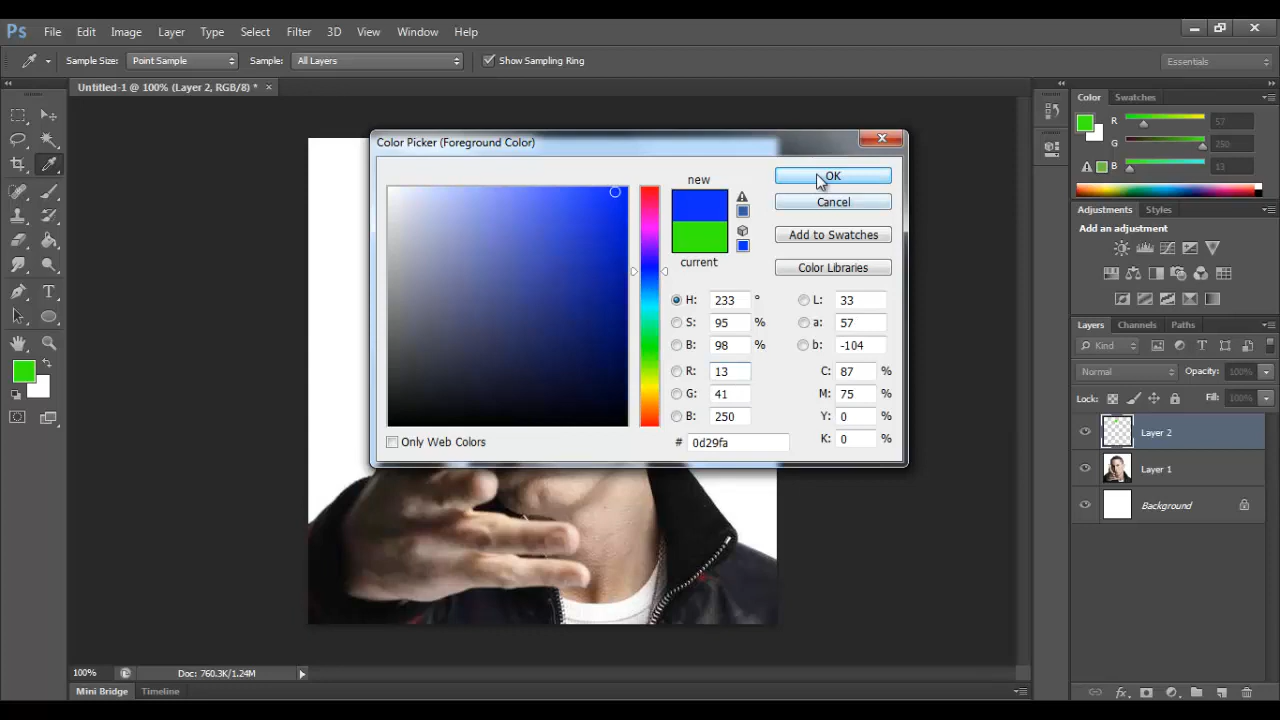 Ps File Edit Image Layer Type Select Filter 3D View Window Help
Sample Size: Point Sample Sample: All Layers Show Sampling Ring Essentials
Untitled-1 @ 100% (Layer 2, RGB/8) * ×
Color Swatches
R 57
G 250
B 13
Adjustments Styles
Add an adjustment
Layers Channels Paths
Kind
Normal Opacity: 100%
Lock: Fill: 100%
Layer 2
Layer 1
Background
Color Picker (Foreground Color)
new
current
OK
Cancel
Add to Swatches
Color Libraries
H: 233 ° L: 33
S: 95 % a: 57
B: 98 % b: -104
R: 13 C: 87 %
G: 41 M: 75 %
B: 250 Y: 0 %
# 0d29fa K: 0 %
Only Web Colors
100% Doc: 760.3K/1.24M
Mini Bridge Timeline